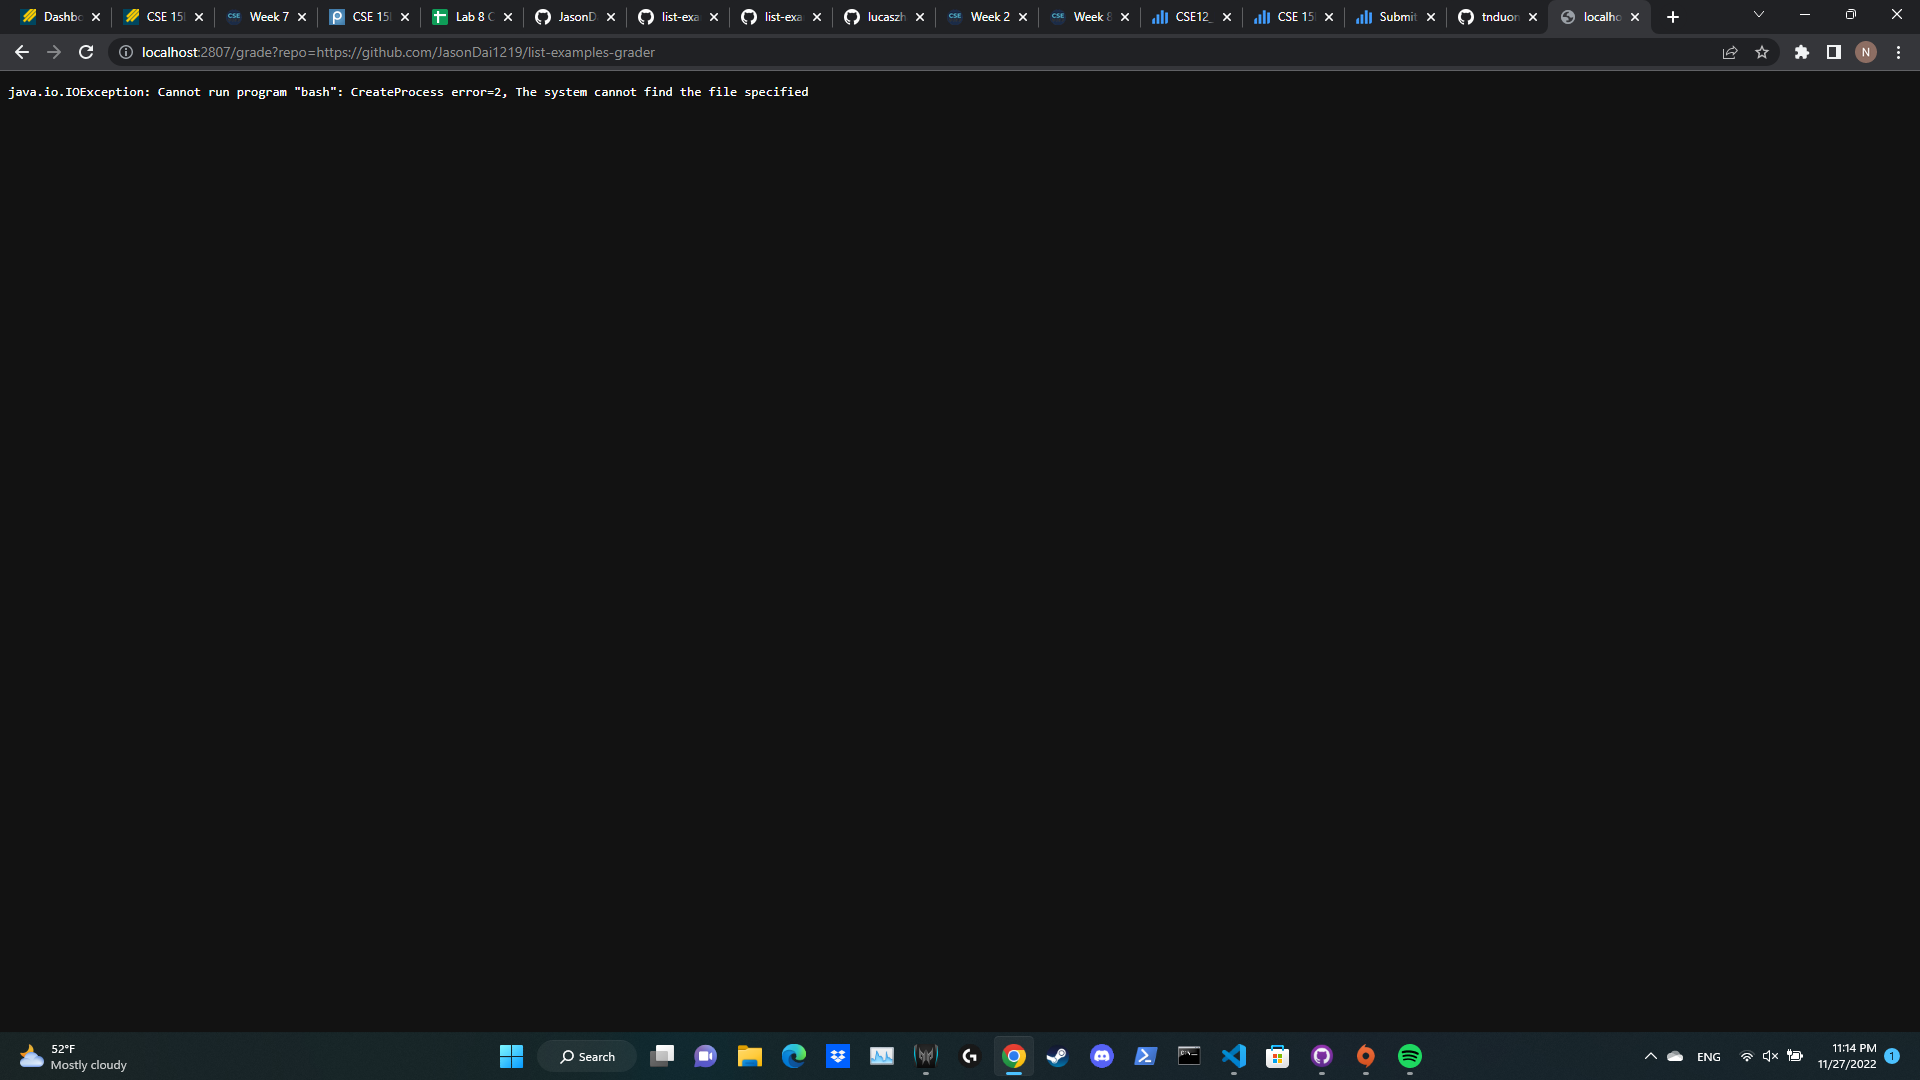 Dashbc
CSE 15
Week 7
CSE 15
Lab 8 C
JasonD
list-exa
list-exa
lucaszh
Week 2
Week 8
CSE12_
CSE 15
Submit
tnduon
localho
localhost:2807/grade?repo=https://github.com/JasonDai1219/list-examples-grader
N
java.io.IOException: Cannot run program "bash": CreateProcess error=2, The system cannot find the file specified
52°F
Mostly cloudy
Search
ENG
11:14 PM
11/27/2022
1